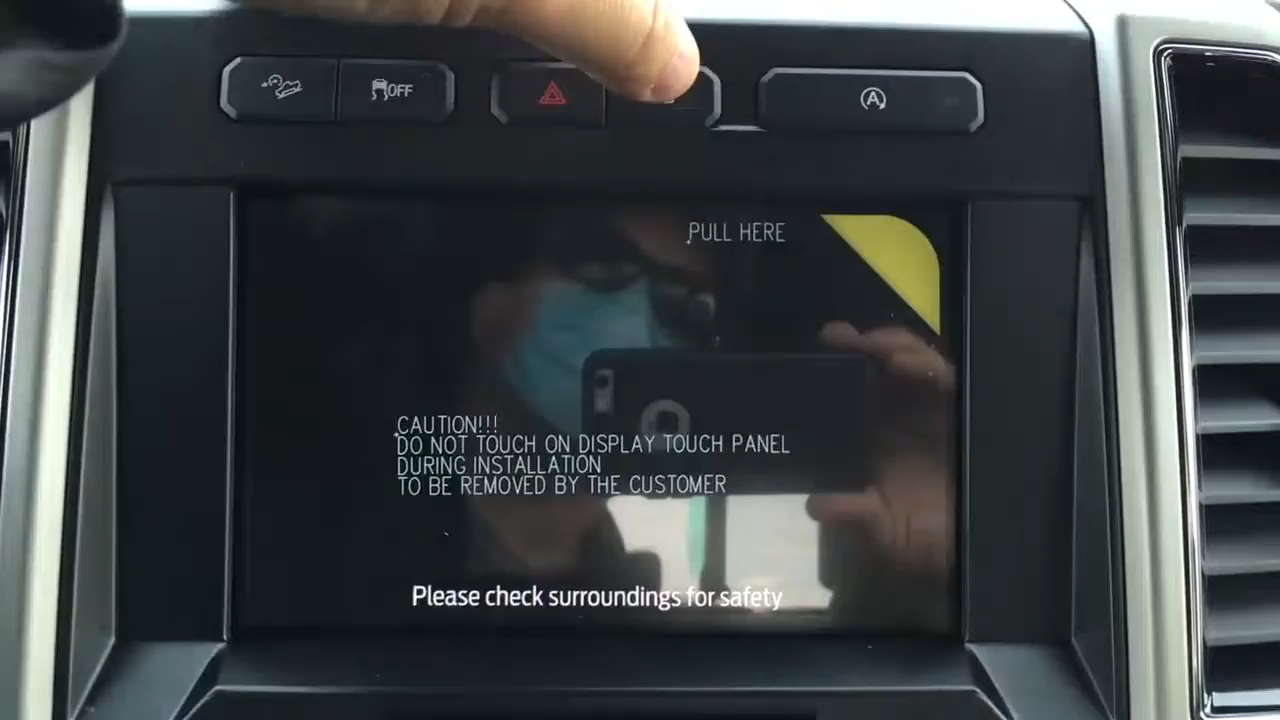 OFF
A
PULL HERE
CAUTION!!!
DO NOT TOUCH ON DISPLAY TOUCH PANEL
DURING INSTALLATION
TO BE REMOVED BY THE CUSTOMER
Please check surroundings for safety